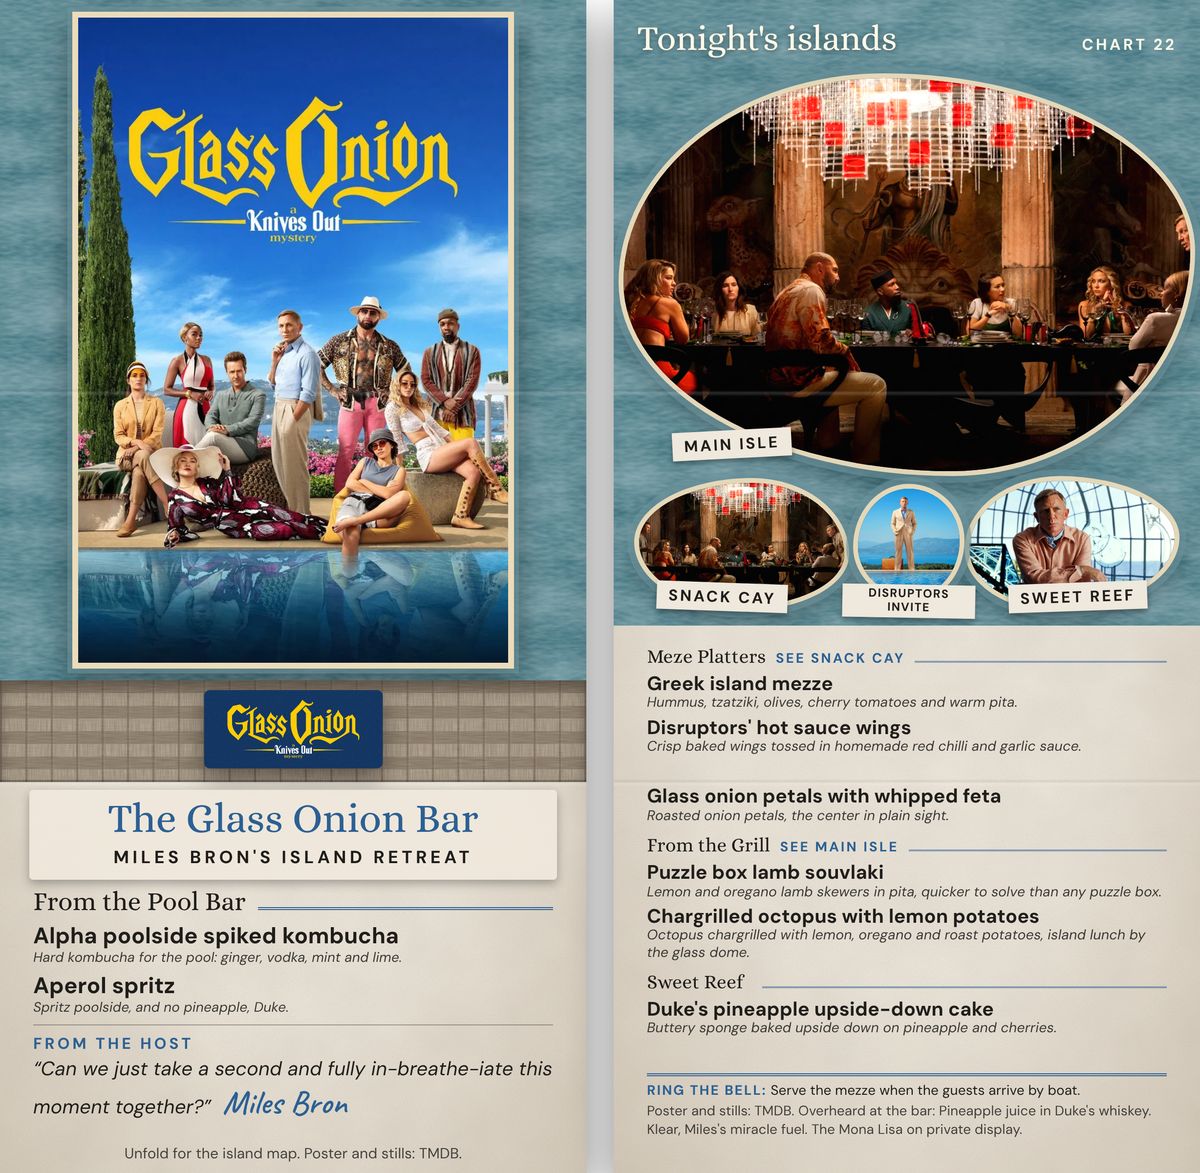 Glass Onion
a
Knives Out
mystery
Glass Onion
a
Knives Out
mystery
The Glass Onion Bar
MILES BRON'S ISLAND RETREAT
From the Pool Bar
Alpha poolside spiked kombucha
Hard kombucha for the pool: ginger, vodka, mint and lime.
Aperol spritz
Spritz poolside, and no pineapple, Duke.
FROM THE HOST
“Can we just take a second and fully in-breathe-iate this
moment together?” Miles Bron
Unfold for the island map. Poster and stills: TMDB.
Tonight's islands
CHART 22
MAIN ISLE
SNACK CAY
DISRUPTORS
INVITE
SWEET REEF
Meze Platters SEE SNACK CAY
Greek island mezze
Hummus, tzatziki, olives, cherry tomatoes and warm pita.
Disruptors' hot sauce wings
Crisp baked wings tossed in homemade red chilli and garlic sauce.
Glass onion petals with whipped feta
Roasted onion petals, the center in plain sight.
From the Grill SEE MAIN ISLE
Puzzle box lamb souvlaki
Lemon and oregano lamb skewers in pita, quicker to solve than any puzzle box.
Chargrilled octopus with lemon potatoes
Octopus chargrilled with lemon, oregano and roast potatoes, island lunch by
the glass dome.
Sweet Reef
Duke's pineapple upside-down cake
Buttery sponge baked upside down on pineapple and cherries.
RING THE BELL: Serve the mezze when the guests arrive by boat.
Poster and stills: TMDB. Overheard at the bar: Pineapple juice in Duke's whiskey.
Klear, Miles's miracle fuel. The Mona Lisa on private display.